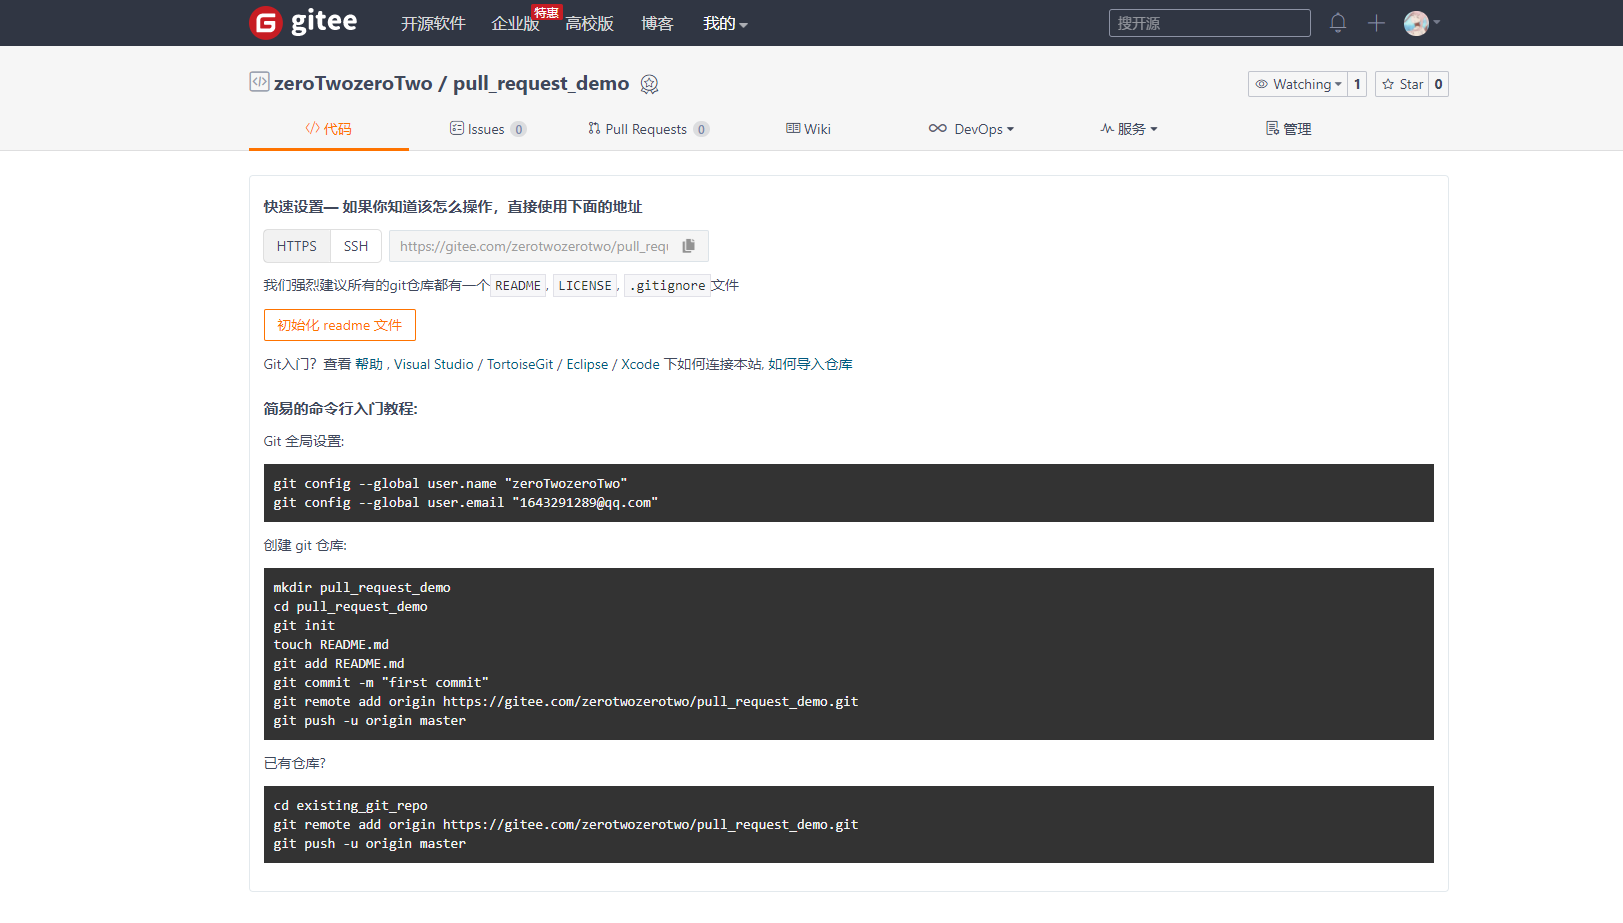 gitee 开源软件 企业版 特惠 高校版 博客 我的 搜开源
zeroTwozeroTwo / pull_request_demo Watching 1 Star 0
代码 Issues 0 Pull Requests 0 Wiki DevOps 服务 管理
快速设置— 如果你知道该怎么操作，直接使用下面的地址
HTTPS SSH https://gitee.com/zerotwozerotwo/pull_requ
我们强烈建议所有的git仓库都有一个 README, LICENSE, .gitignore文件
初始化 readme 文件
Git入门？查看 帮助 , Visual Studio / TortoiseGit / Eclipse / Xcode 下如何连接本站, 如何导入仓库
简易的命令行入门教程:
Git 全局设置:
git config --global user.name "zeroTwozeroTwo"
git config --global user.email "1643291289@qq.com"
创建 git 仓库:
mkdir pull_request_demo
cd pull_request_demo
git init
touch README.md
git add README.md
git commit -m "first commit"
git remote add origin https://gitee.com/zerotwozerotwo/pull_request_demo.git
git push -u origin master
已有仓库?
cd existing_git_repo
git remote add origin https://gitee.com/zerotwozerotwo/pull_request_demo.git
git push -u origin master